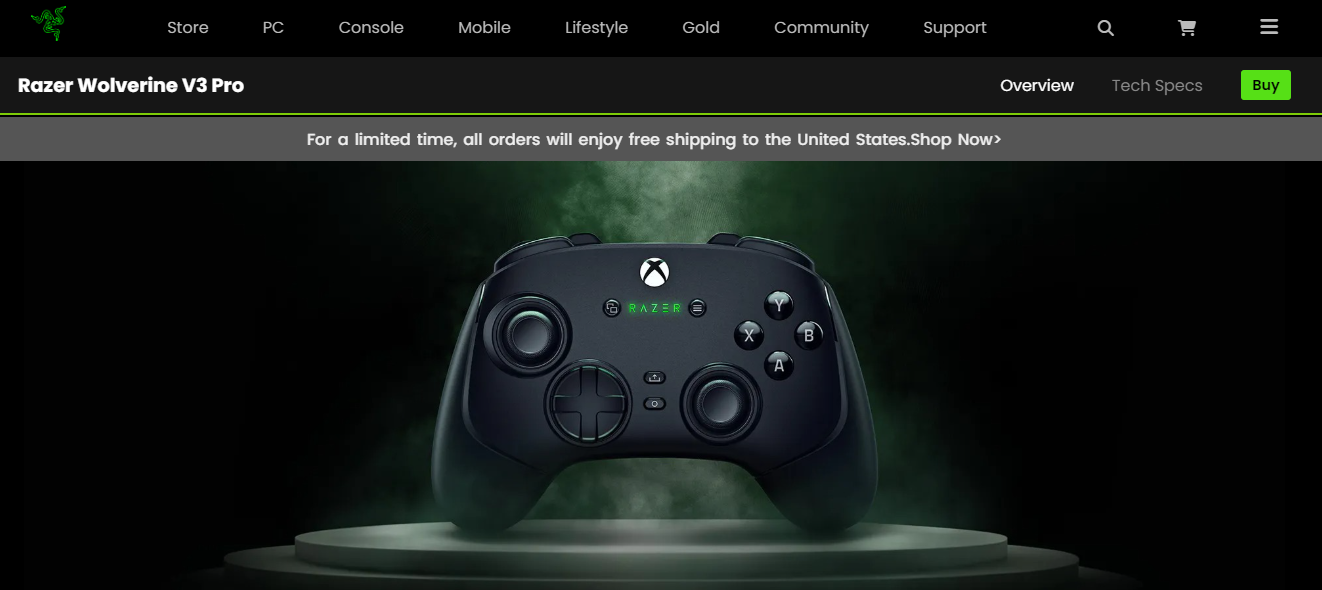 Store PC Console Mobile Lifestyle Gold Community Support
Razer Wolverine V3 Pro Overview Tech Specs Buy
For a limited time, all orders will enjoy free shipping to the United States.Shop Now>
RAZER
Y
X B
A